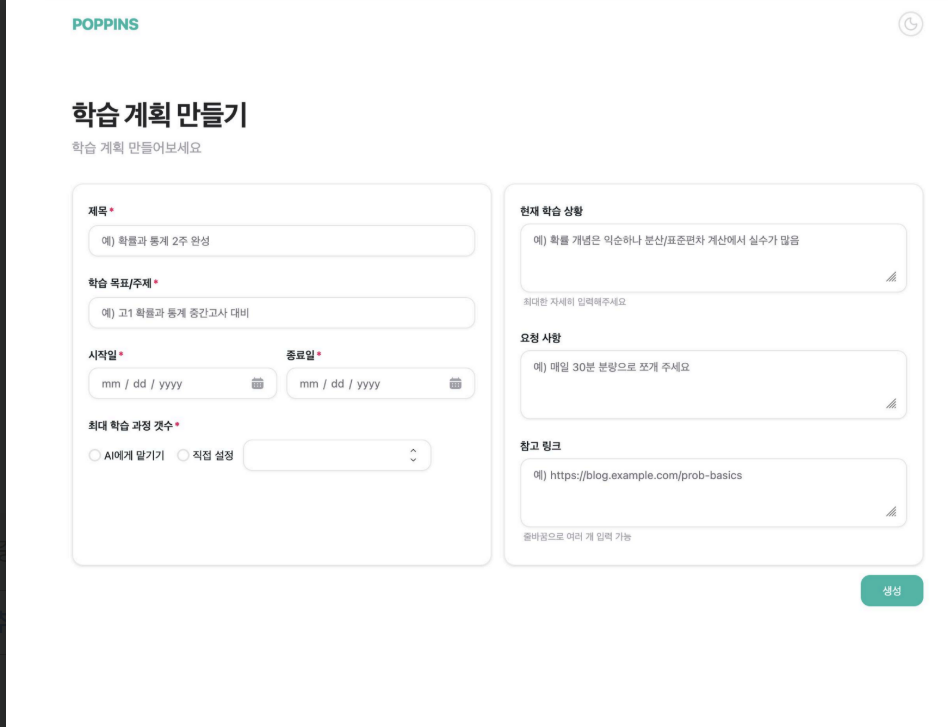 POPPINS
학습 계획 만들기
학습 계획 만들어보세요
제목*
예) 확률과 통계 2주 완성
학습 목표/주제*
예) 고1 확률과 통계 중간고사 대비
시작일* 종료일*
mm / dd / yyyy mm / dd / yyyy
최대 학습 과정 갯수*
AI에게 맡기기 직접 설정
현재 학습 상황
예) 확률 개념은 익숙하나 분산/표준편차 계산에서 실수가 많음
최대한 자세히 입력해주세요
요청 사항
예) 매일 30분 분량으로 쪼개 주세요
참고 링크
예) https://blog.example.com/prob-basics
줄바꿈으로 여러 개 입력 가능
생성